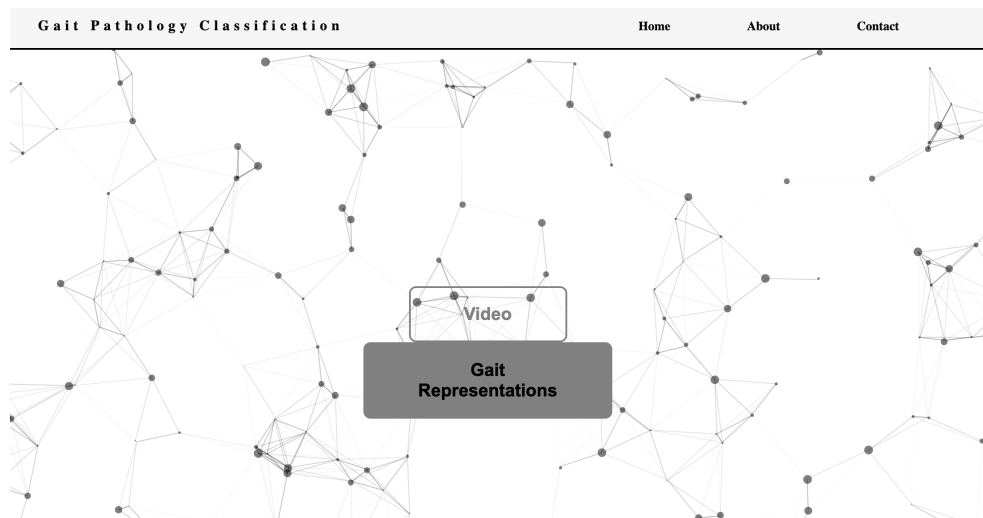 Gait Pathology Classification Home About Contact
Video
Gait
Representations